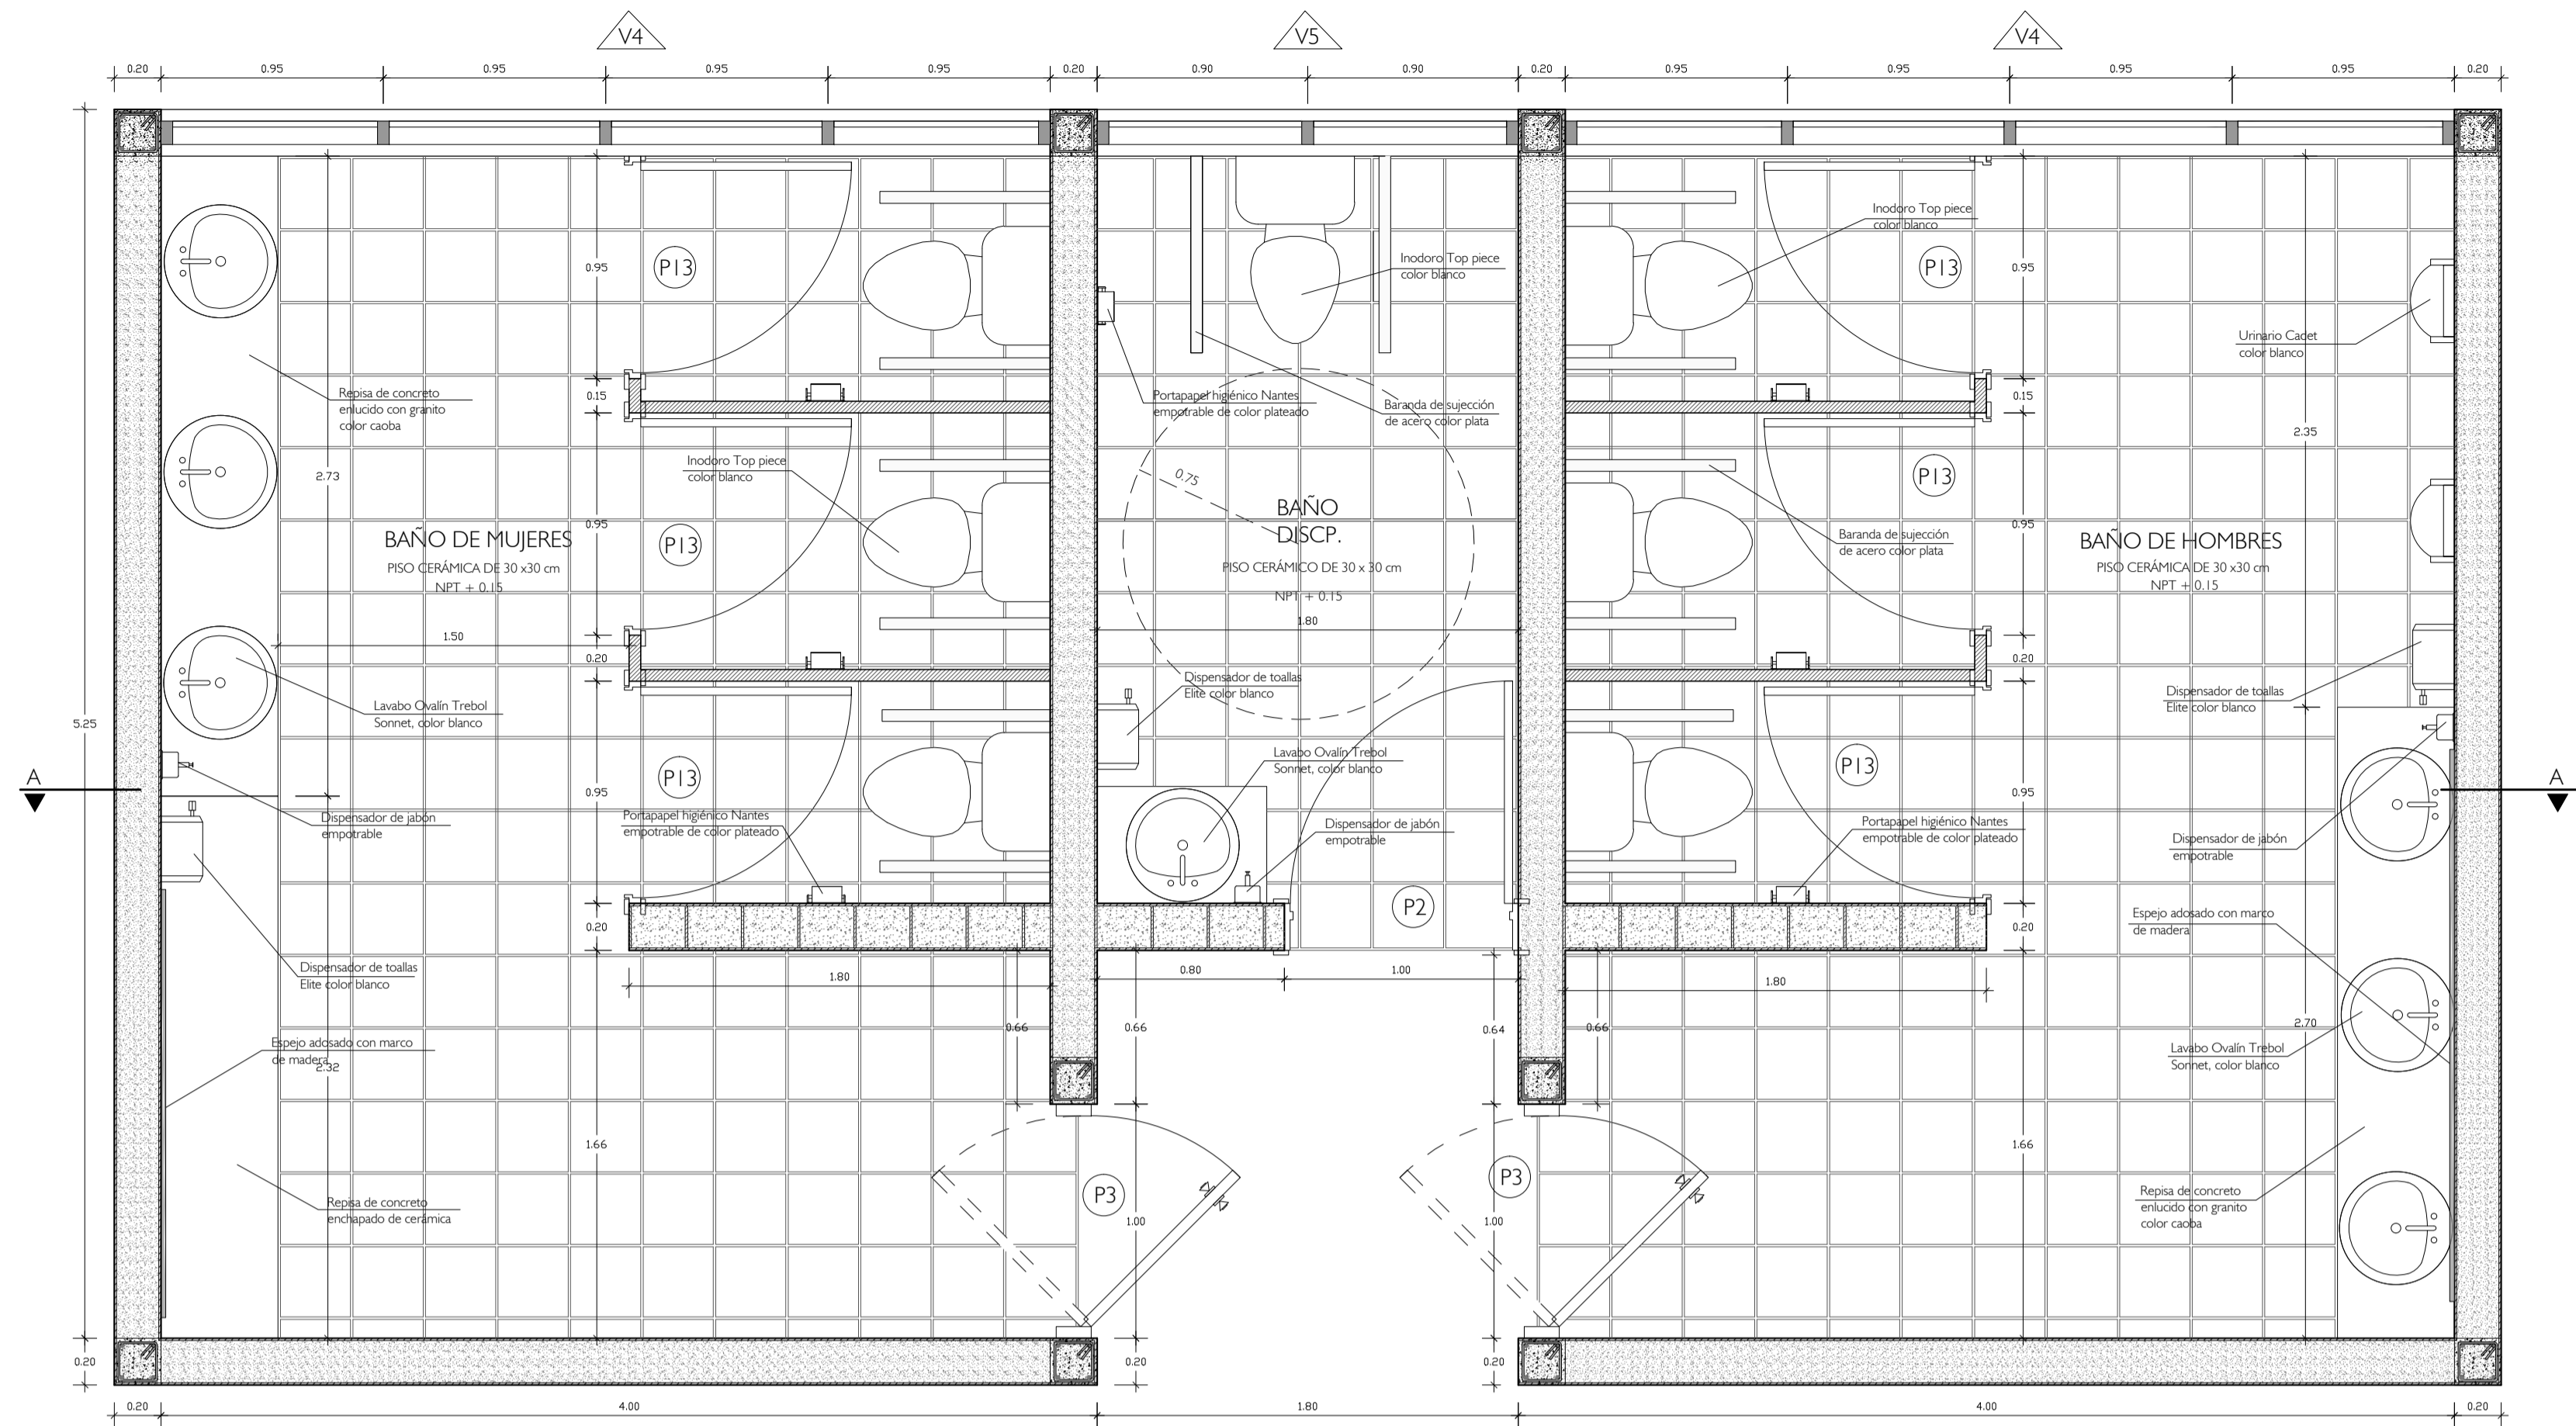 V4
V5
V4
0.20
0.95
0.95
0.95
0.95
0.20
0.90
0.90
0.20
0.95
0.95
0.95
0.95
0.20
Inodoro Top piece
color blanco
P13
0.95
Inodoro Top piece
color blanco
P13
0.95
Urinario Cadet
color blanco
Repisa de concreto
enlucido con granito
color caoba
0.15
Portapapel higiénico Nantes
empotrable de color plateado
Baranda de sujección
de acero color plata
0.15
2.35
Inodoro Top piece
color blanco
2.73
0.75
P13
BAÑO DE MUJERES
PISO CERÁMICA DE 30 x30 cm
NPT + 0.15
0.95
P13
BAÑO
DISCP.
PISO CERÁMICO DE 30 x 30 cm
NPT + 0.15
1.80
Baranda de sujección
de acero color plata
0.95
BAÑO DE HOMBRES
PISO CERÁMICA DE 30 x30 cm
NPT + 0.15
1.50
0.20
0.20
Dispensador de toallas
Elite color blanco
Dispensador de toallas
Elite color blanco
Lavabo Ovalín Trebol
Sonnet, color blanco
5.25
Lavabo Ovalín Trebol
Sonnet, color blanco
P13
P13
A
A
0.95
0.95
Dispensador de jabón
empotrable
Portapapel higiénico Nantes
empotrable de color plateado
Dispensador de jabón
empotrable
Portapapel higiénico Nantes
empotrable de color plateado
Dispensador de jabón
empotrable
P2
0.20
0.20
Espejo adosado con marco
de madera
Dispensador de toallas
Elite color blanco
1.80
0.80
1.00
1.80
0.66
0.66
0.64
0.66
2.70
Espejo adosado con marco
de madera
2.32
Lavabo Ovalín Trebol
Sonnet, color blanco
1.66
1.66
P3
P3
Repisa de concreto
enchapado de cerámica
1.00
1.00
Repisa de concreto
enlucido con granito
color caoba
0.20
0.20
0.20
0.20
4.00
1.80
4.00
0.20